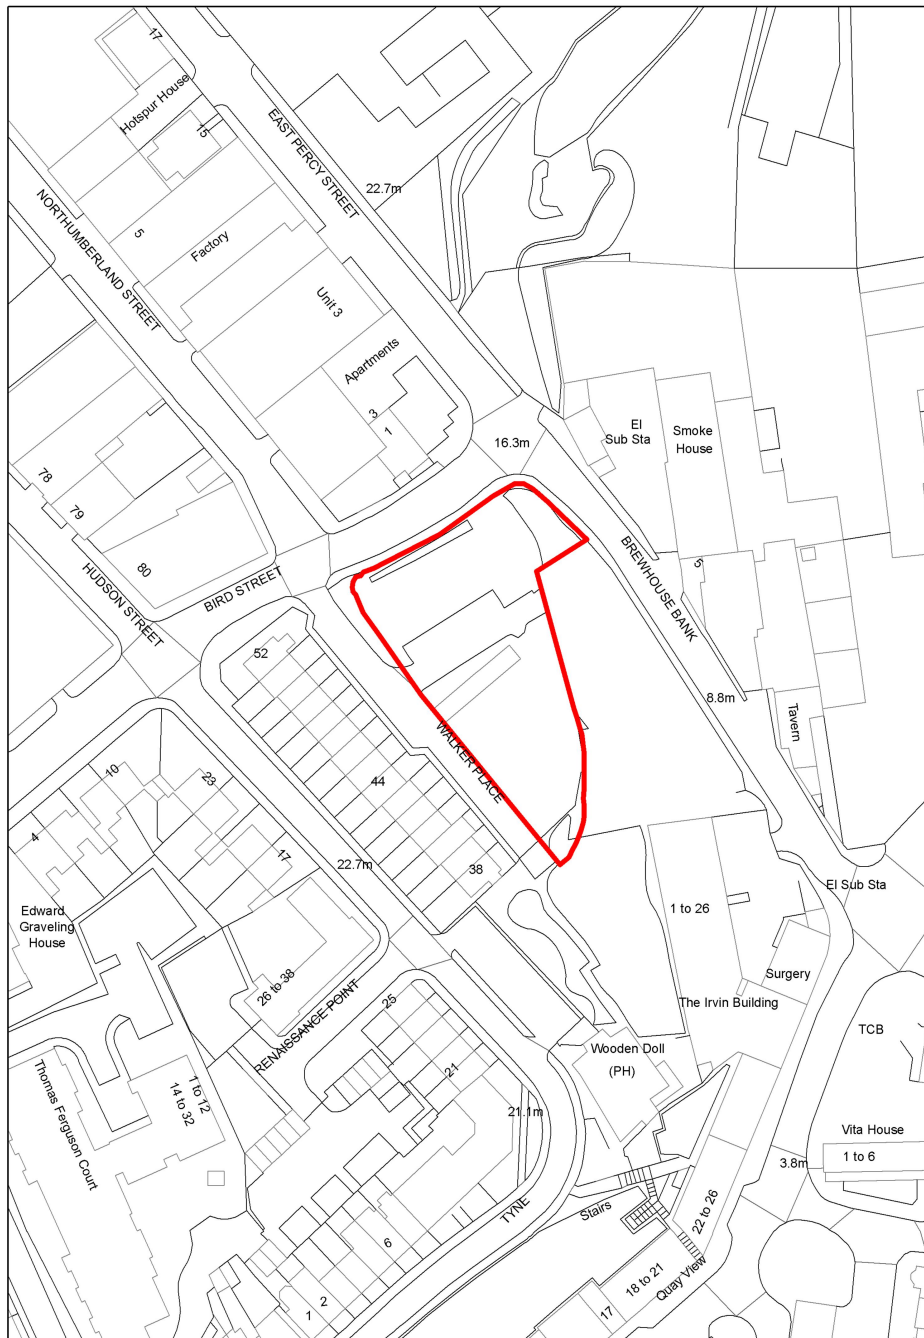 17
Hotspur House
15
EAST PERCY STREET
22.7m
NORTHUMBERLAND STREET
5
Factory
Unit 3
Apartments
3
1
16.3m
El
Sub Sta
Smoke
House
78
79
80
HUDSON STREET
BIRD STREET
BREWHOUSE BANK
5
52
8.8m
Tavern
WALKER PLACE
10
23
44
4
17
22.7m
38
El Sub Sta
Edward
Graveling
House
1 to 26
26 to 38
Surgery
The Irvin Building
RENAISSANCE POINT
25
TCB
Wooden Doll
(PH)
Thomas Ferguson Court
1 to 12
14 to 32
21
21.1m
Vita House
1 to 6
3.8m
TYNE
Stairs
22 to 26
6
18 to 21
Quay View
17
2